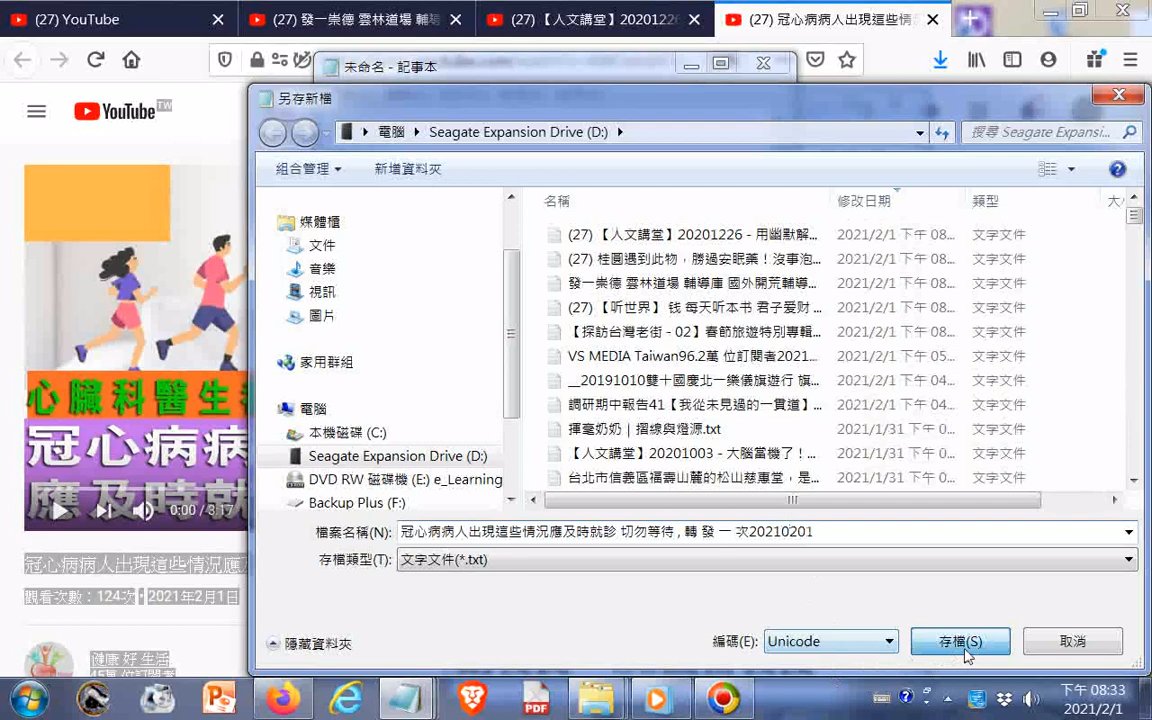 (27) YouTube
(27) 發一崇德 雲林道場 輔
(27) 【人文講堂】20201226
(27) 冠心病病人出現這些情
未命名 - 記事本
YouTube TW
另存新檔
電腦 Seagate Expansion Drive (D:)
搜尋 Seagate Expansi...
組合管理
新增資料夾
媒體櫃
文件
音樂
視訊
圖片
家用群組
電腦
本機磁碟 (C:)
Seagate Expansion Drive (D:)
DVD RW 磁碟機 (E:) e_Learning
Backup Plus (F:)
名稱 修改日期 類型 大
(27) 【人文講堂】20201226 - 用幽默解... 2021/2/1 下午 08... 文字文件
(27) 桂圓遇到此物，勝過安眠藥！沒事泡... 2021/2/1 下午 08... 文字文件
發一崇德 雲林道場 輔導庫 國外開荒輔導... 2021/2/1 下午 08... 文字文件
(27) 【听世界】钱 每天听本书 君子爱财 2021/2/1 下午 08... 文字文件
【探訪台灣老街 - 02】春節旅遊特別專輯... 2021/2/1 下午 08... 文字文件
VS MEDIA Taiwan96.2萬 位訂閱者2021... 2021/2/1 下午 05... 文字文件
__20191010雙十國慶北一樂儀旗遊行 旗... 2021/2/1 下午 04... 文字文件
調研期中報告41【我從未見過的一貫道】... 2021/2/1 下午 04... 文字文件
揮毫奶奶 | 摺線與燈源.txt 2021/1/31 下午 0... 文字文件
【人文講堂】20201003 - 大腦當機了！... 2021/1/31 下午 0... 文字文件
台北市信義區福壽山麓的松山慈惠堂，是... 2021/1/31 下午 0... 文字文件
心臟科醫生
冠心病病
應及時就
0:00 / 3:17
檔案名稱(N): 冠心病病人出現這些情況應及時就診 切勿等待 , 轉 發 一 次20210201
存檔類型(T): 文字文件(*.txt)
冠心病病人出現這些情況應
觀看次數：124次 • 2021年2月1日
隱藏資料夾
編碼(E): Unicode
存檔(S)
取消
健康 好 生活
PDF
下午 08:33
2021/2/1